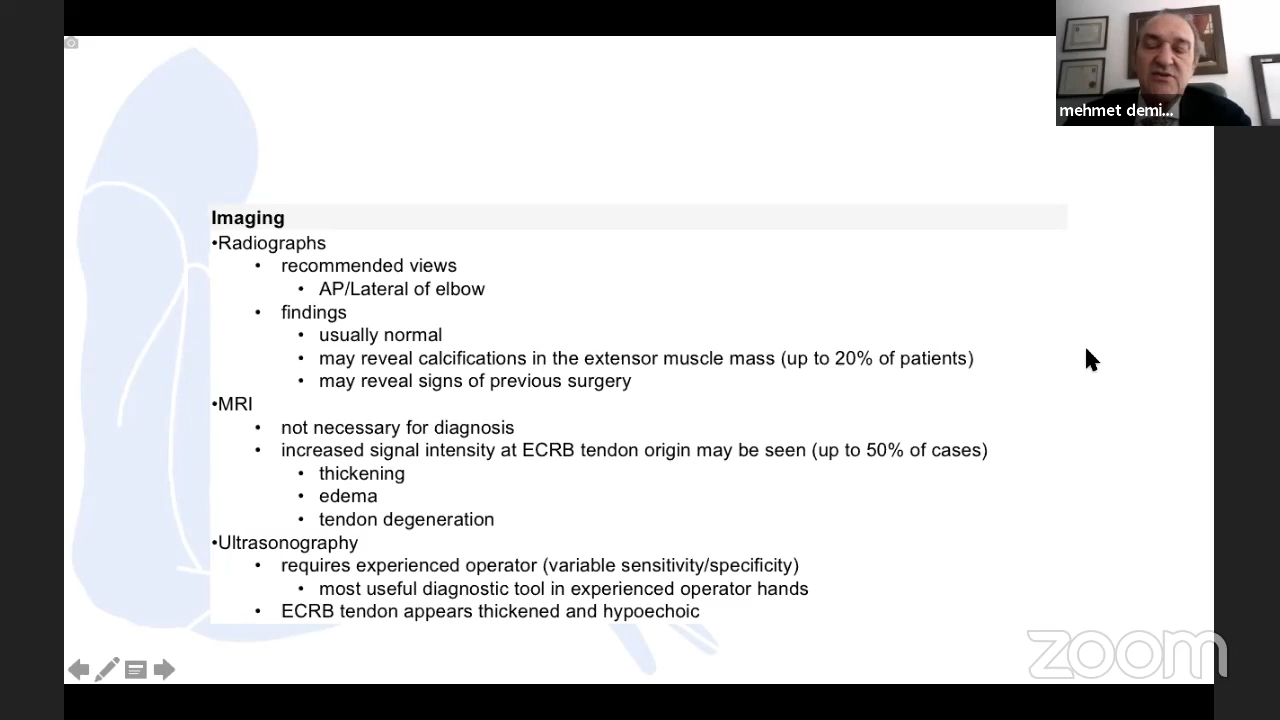 mehmet demi...
Imaging
•Radiographs
• recommended views
• AP/Lateral of elbow
• findings
• usually normal
• may reveal calcifications in the extensor muscle mass (up to 20% of patients)
• may reveal signs of previous surgery
•MRI
• not necessary for diagnosis
• increased signal intensity at ECRB tendon origin may be seen (up to 50% of cases)
• thickening
• edema
• tendon degeneration
•Ultrasonography
• requires experienced operator (variable sensitivity/specificity)
• most useful diagnostic tool in experienced operator hands
• ECRB tendon appears thickened and hypoechoic
zoom